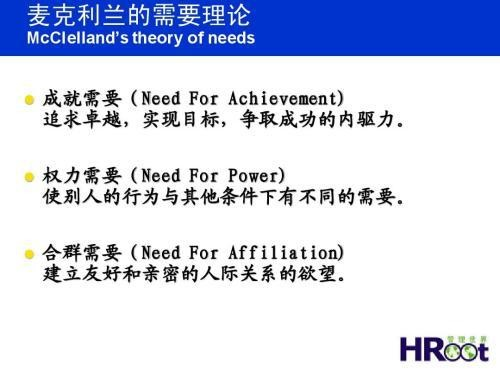 麦克利兰的需要理论
McClelland's theory of needs
成就需要（Need For Achievement)
追求卓越，实现目标，争取成功的内驱力。
权力需要（Need For Power)
使别人的行为与其他条件下有不同的需要。
合群需要（Need For Affiliation)
建立友好和亲密的人际关系的欲望。
管理世界
HRoot